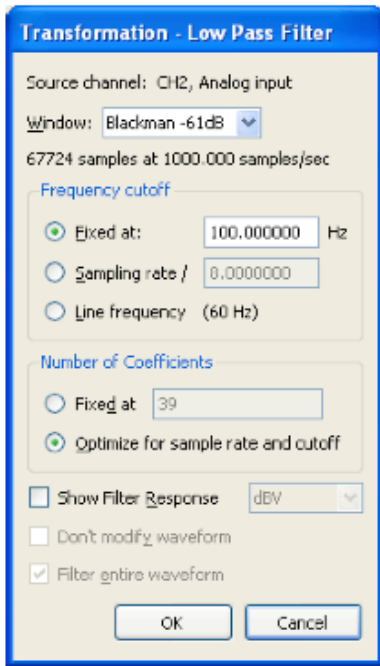 Transformation - Low Pass Filter
Source channel: CH2, Analog input
Window: Blackman -61dB
67724 samples at 1000.000 samples/sec
Frequency cutoff
Fixed at: 100.000000 Hz
Sampling rate / 8.0000000
Line frequency (60 Hz)
Number of Coefficients
Fixed at 39
Optimize for sample rate and cutoff
Show Filter Response dBV
Don't modify waveform
Filter entire waveform
OK Cancel